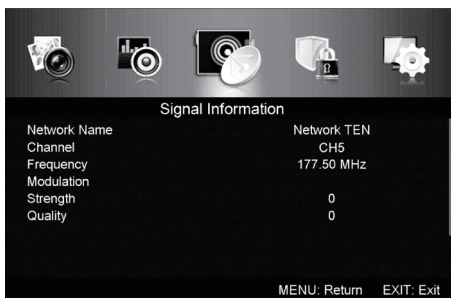 Signal Information
Network Name Network TEN
Channel CH5
Frequency 177.50 MHz
Modulation
Strength 0
Quality 0
MENU: Return EXIT: Exit